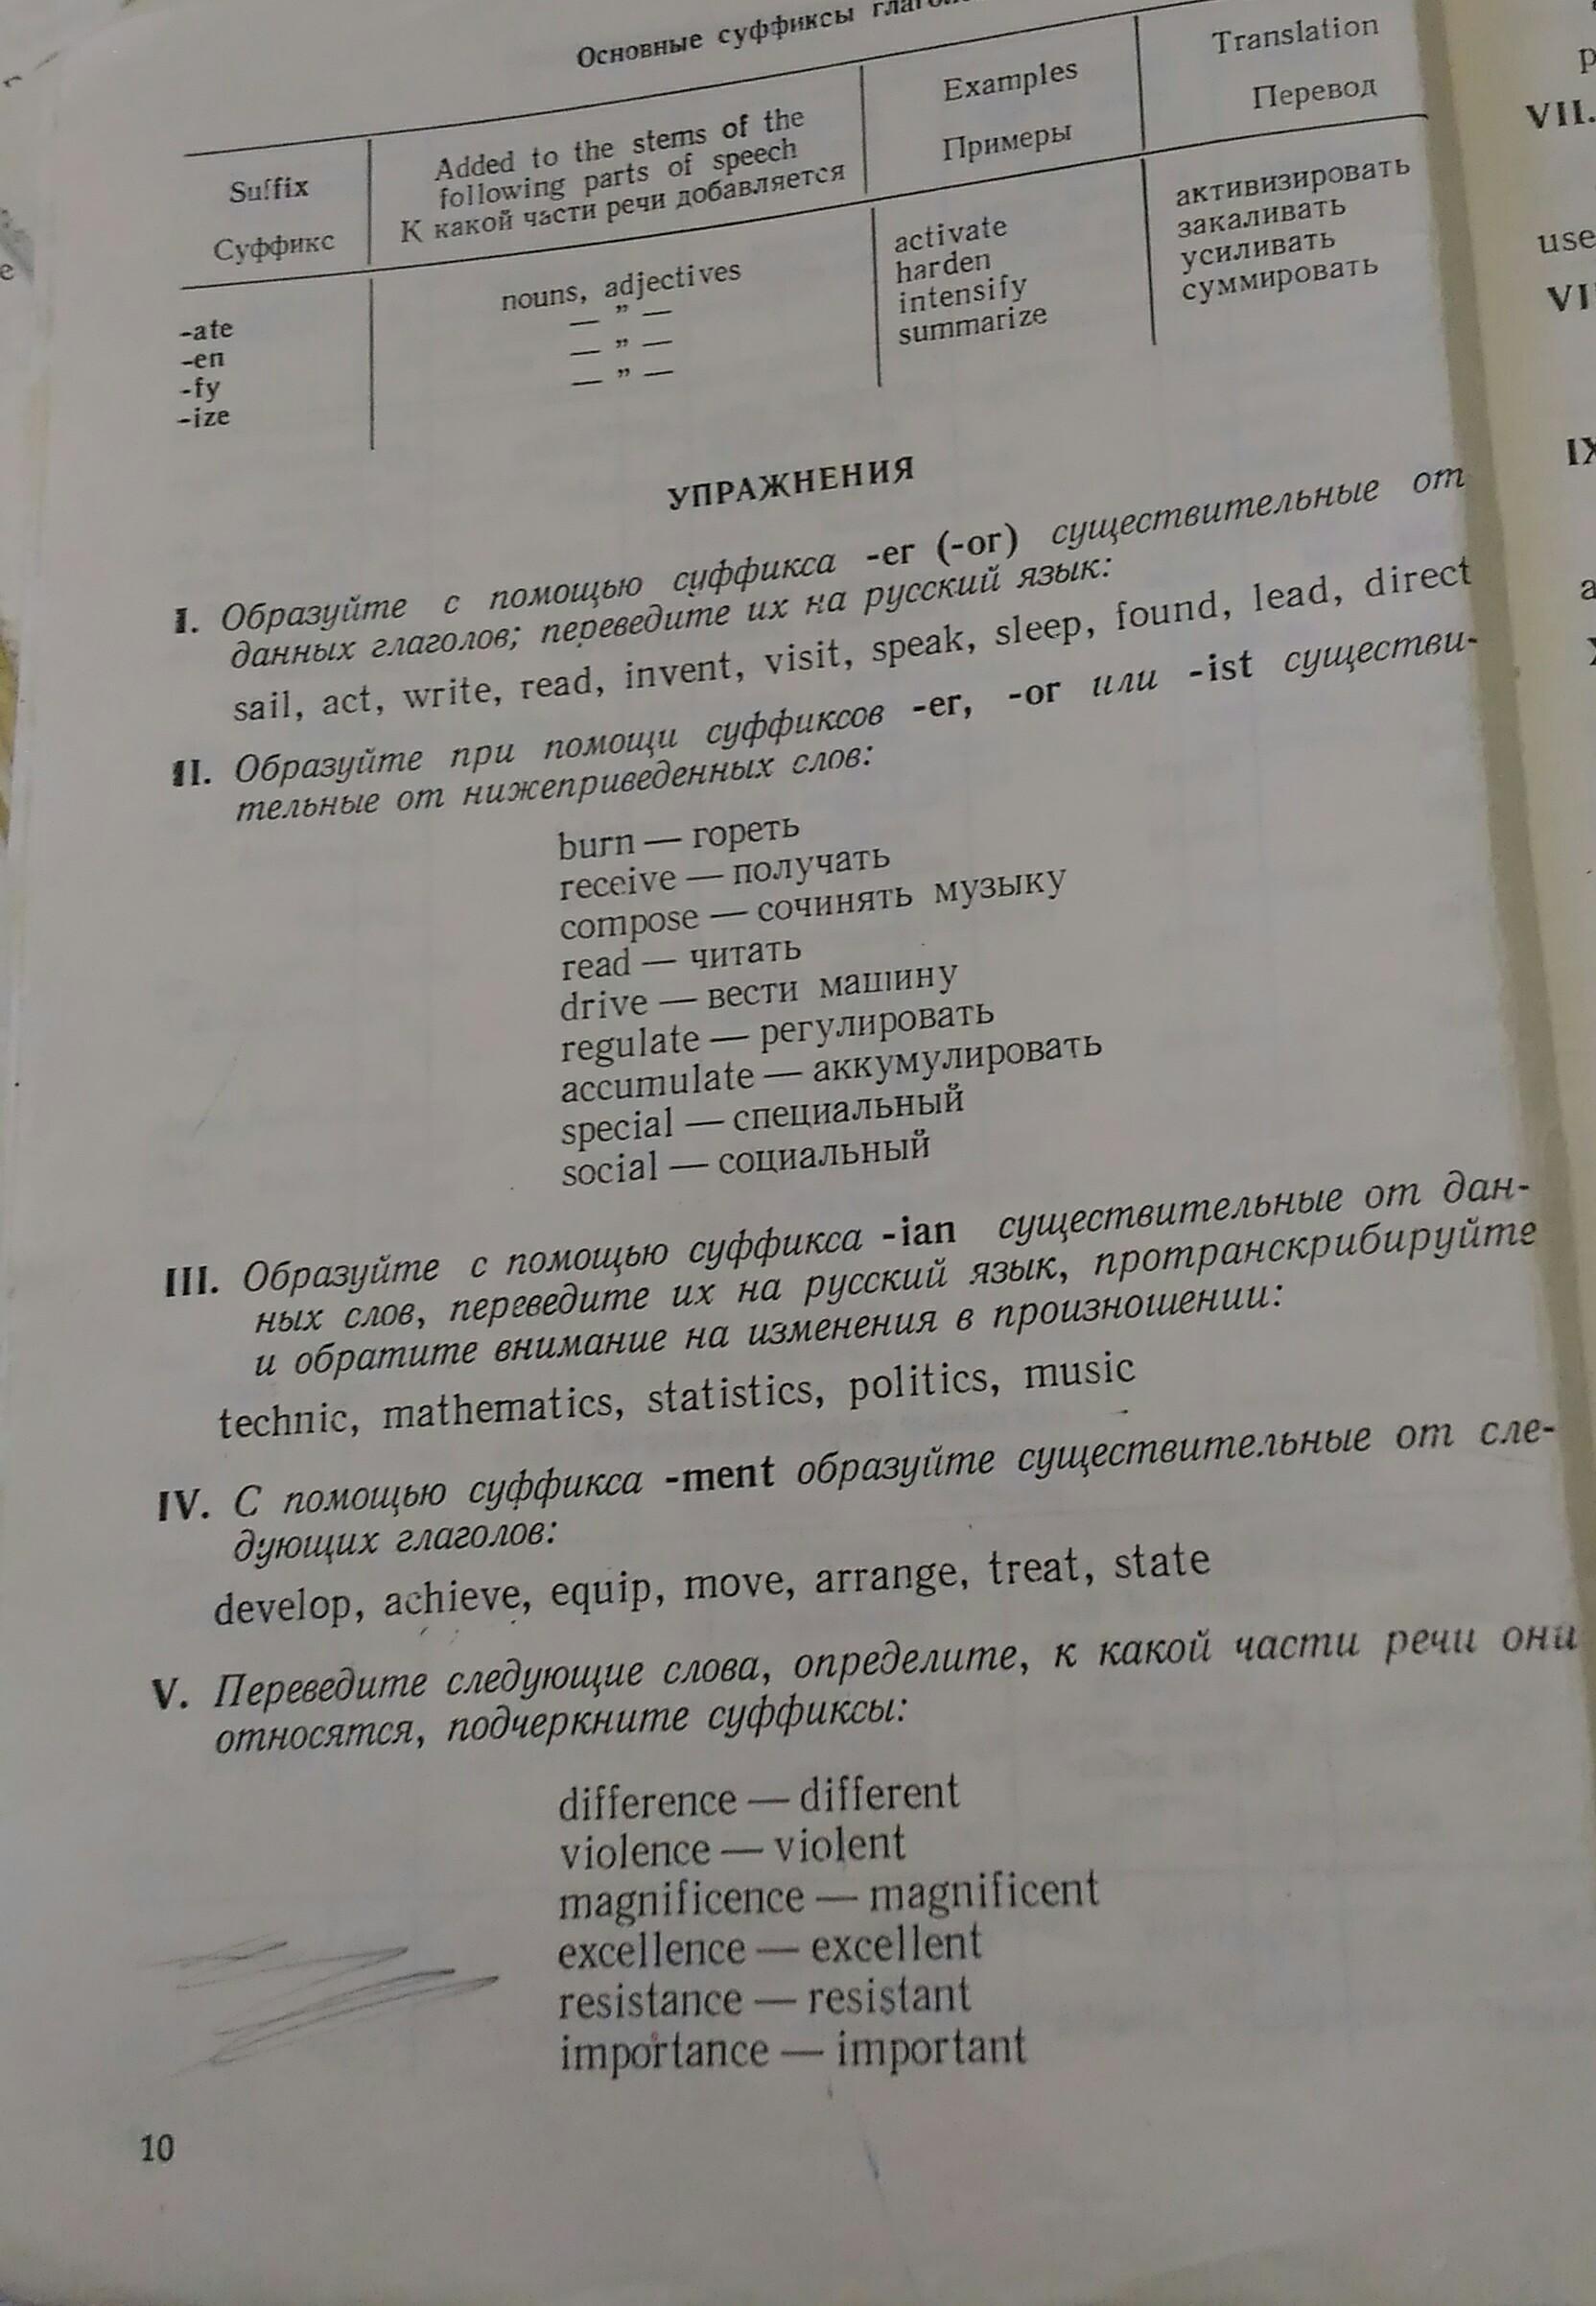 Основные суффиксы
Suffix
Суффикс
Added to the stems of the
following parts of speech
К какой части речи добавляется
Examples
Примеры
Translation
Перевод
-ate
nouns, adjectives
activate
активизировать
-en
— „ —
harden
закаливать
-fy
— „ —
intensify
усиливать
-ize
— „ —
summarize
суммировать
УПРАЖНЕНИЯ
I. Образуйте с помощью суффикса -er (-or) существительные от
данных глаголов; переведите их на русский язык:
sail, act, write, read, invent, visit, speak, sleep, found, lead, direct
II. Образуйте при помощи суффиксов -er, -or или -ist существи-
тельные от нижеприведенных слов:
burn — гореть
receive — получать
compose — сочинять музыку
read — читать
drive — вести машину
regulate — регулировать
accumulate — аккумулировать
special — специальный
social — социальный
III. Образуйте с помощью суффикса -ian существительные от дан-
ных слов, переведите их на русский язык, протранскрибируйте
и обратите внимание на изменения в произношении:
technic, mathematics, statistics, politics, music
IV. С помощью суффикса -ment образуйте существительные от сле-
дующих глаголов:
develop, achieve, equip, move, arrange, treat, state
V. Переведите следующие слова, определите, к какой части речи они
относятся, подчеркните суффиксы:
difference — different
violence — violent
magnificence — magnificent
excellence — excellent
resistance — resistant
importance — important
10
VII.
use